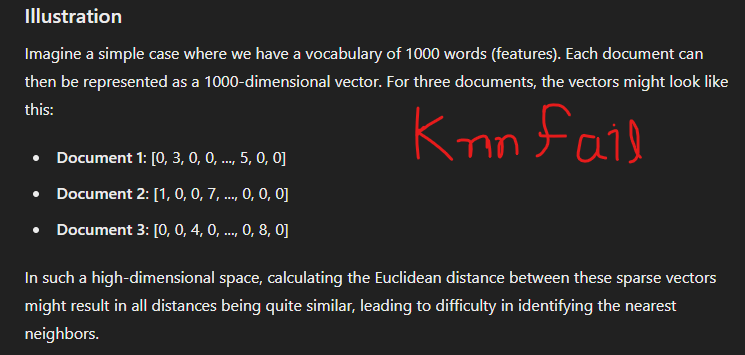 Illustration
Imagine a simple case where we have a vocabulary of 1000 words (features). Each document can
then be represented as a 1000-dimensional vector. For three documents, the vectors might look like
this:
Knn fail
• Document 1: [0, 3, 0, 0, ..., 5, 0, 0]
• Document 2: [1, 0, 0, 7, ..., 0, 0, 0]
• Document 3: [0, 0, 4, 0, ..., 0, 8, 0]
In such a high-dimensional space, calculating the Euclidean distance between these sparse vectors
might result in all distances being quite similar, leading to difficulty in identifying the nearest
neighbors.